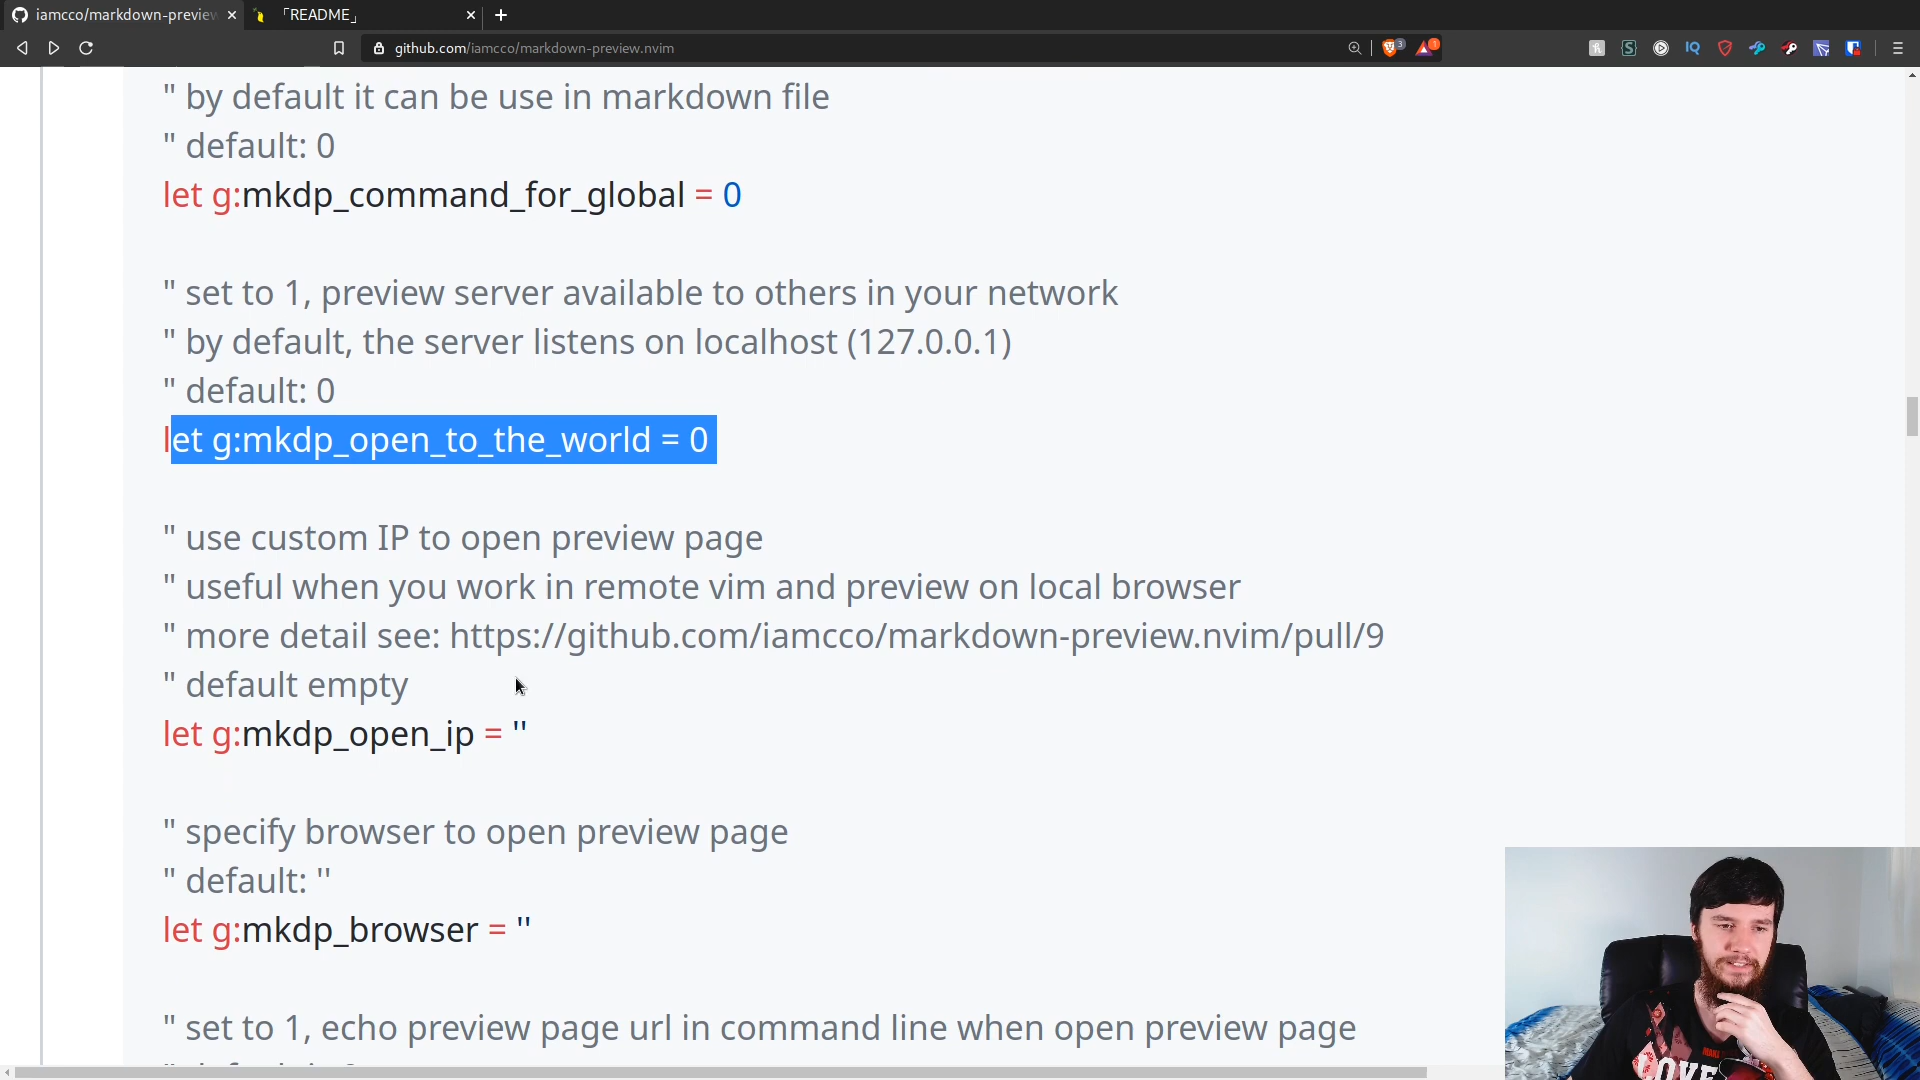 iamcco/markdown-preview
「README」
github.com/iamcco/markdown-preview.nvim
3
1
IQ
" by default it can be use in markdown file
" default: 0
let g:mkdp_command_for_global = 0
" set to 1, preview server available to others in your network
" by default, the server listens on localhost (127.0.0.1)
" default: 0
let g:mkdp_open_to_the_world = 0
" use custom IP to open preview page
" useful when you work in remote vim and preview on local browser
" more detail see: https://github.com/iamcco/markdown-preview.nvim/pull/9
" default empty
let g:mkdp_open_ip = ''
" specify browser to open preview page
" default: ''
let g:mkdp_browser = ''
" set to 1, echo preview page url in command line when open preview page